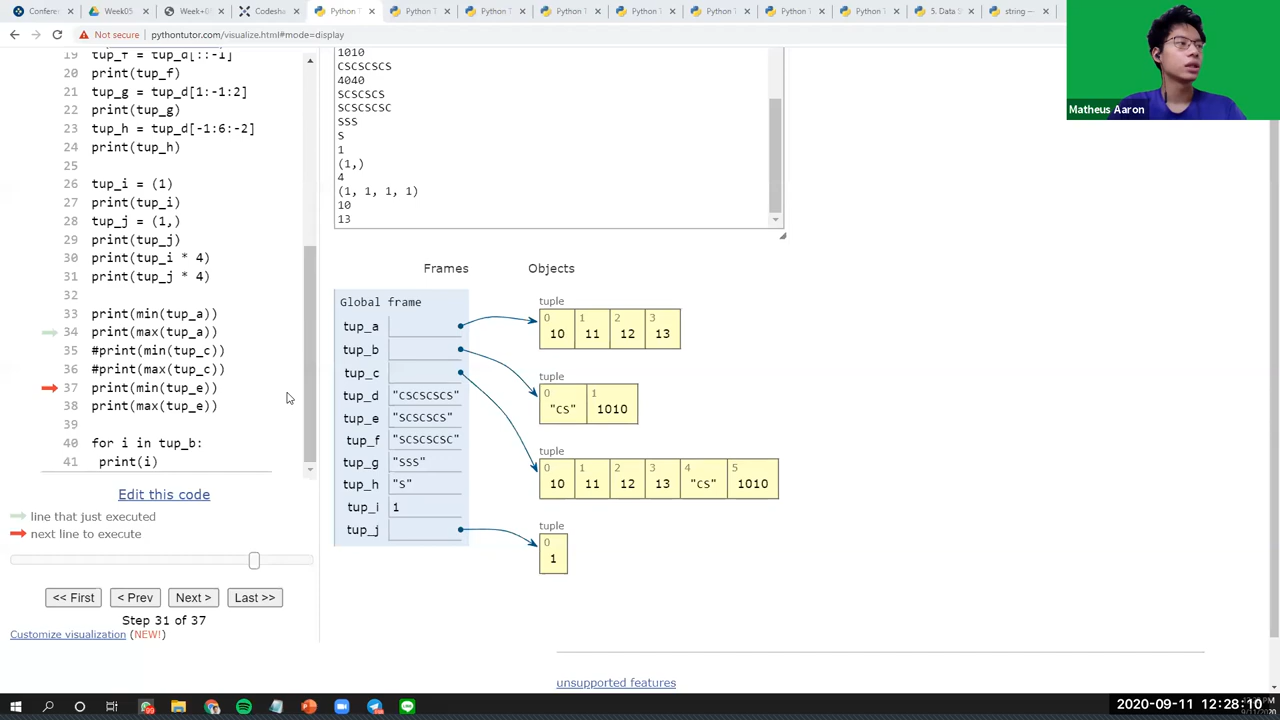 Conferen
Week05
Week+0
Codesha
Python T
Python T
Python T
Python T
Python T
Python T
Python T
Python T
5. Data S
string —
Not secure
pythontutor.com/visualize.html#mode=display
19 tup_f = tup_d[::-1]
20 print(tup_f)
21 tup_g = tup_d[1:-1:2]
22 print(tup_g)
23 tup_h = tup_d[-1:6:-2]
24 print(tup_h)
25
26 tup_i = (1)
27 print(tup_i)
28 tup_j = (1,)
29 print(tup_j)
30 print(tup_i * 4)
31 print(tup_j * 4)
32
33 print(min(tup_a))
34 print(max(tup_a))
35 #print(min(tup_c))
36 #print(max(tup_c))
37 print(min(tup_e))
38 print(max(tup_e))
39
40 for i in tup_b:
41 print(i)
Edit this code
line that just executed
next line to execute
<< First
< Prev
Next >
Last >>
Step 31 of 37
Customize visualization (NEW!)
1010
CSCSCSCS
4040
SCSCSCS
SCSCSCSC
SSS
S
1
(1,)
4
(1, 1, 1, 1)
10
13
Frames
Objects
Global frame
tup_a
tup_b
tup_c
tup_d "CSCSCSCS"
tup_e "SCSCSCS"
tup_f "SCSCSCSC"
tup_g "SSS"
tup_h "S"
tup_i 1
tup_j
tuple
0 1 2 3
10 11 12 13
tuple
0 1
"CS" 1010
tuple
0 1 2 3 4 5
10 11 12 13 "CS" 1010
tuple
0
1
unsupported features
Matheus Aaron
2020-09-11 12:28:10